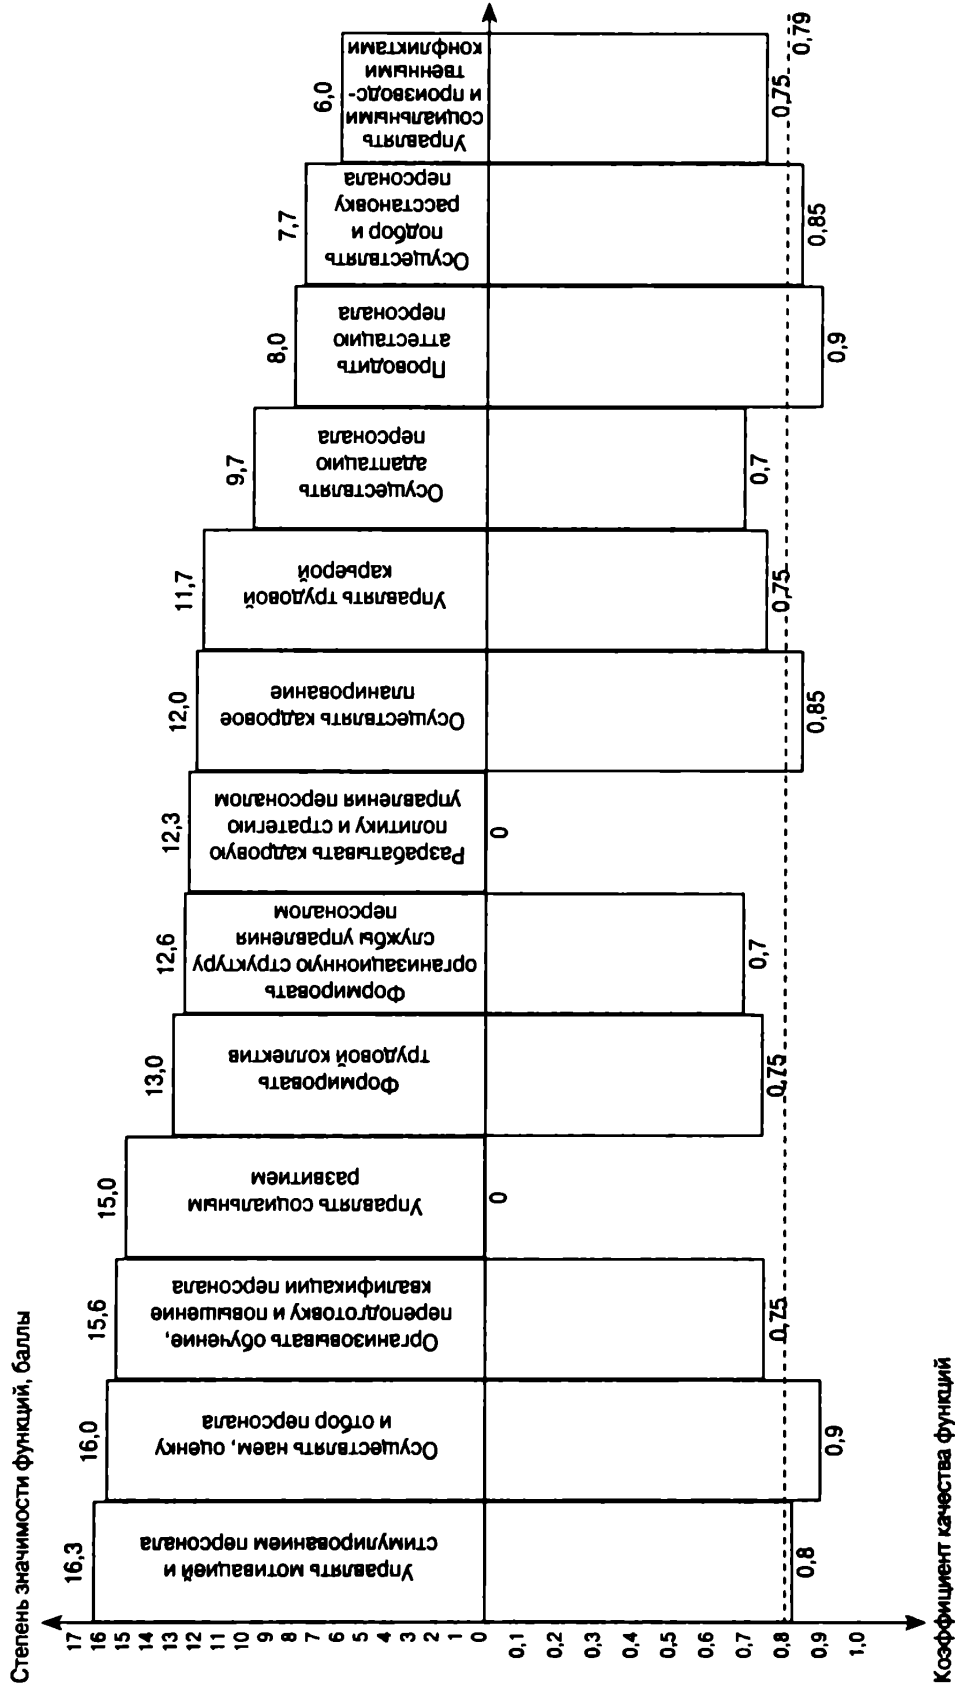 Степень значимости функций, баллы
17
16
15
14
13
12
11
10
9
8
7
6
5
4
3
2
1
0
0,1
0,2
0,3
0,4
0,5
0,6
0,7
0,8
0,9
1,0
Коэффициент качества функций
16,3
Управлять мотивацией и
стимулированием персонала
0,8
16,0
Осуществлять наем, оценку
и отбор персонала
0,9
15,6
Организовывать обучение,
переподготовку и повышение
квалификации персонала
0,75
15,0
Управлять социальным
развитием
0
13,0
Формировать
трудовой коллектив
0,75
12,6
Формировать
организационную структуру
службы управления
персоналом
0,7
12,3
Разрабатывать кадровую
политику и стратегию
управления персоналом
0
12,0
Осуществлять кадровое
планирование
0,85
11,7
Управлять трудовой
карьерой
0,75
9,7
Осуществлять
адаптацию
персонала
0,7
8,0
Проводить
аттестацию
персонала
0,9
7,7
Осуществлять
подбор и
расстановку
персонала
0,85
6,0
Управлять
социальными
и производс-
твенными
конфликтами
0,75
0,79